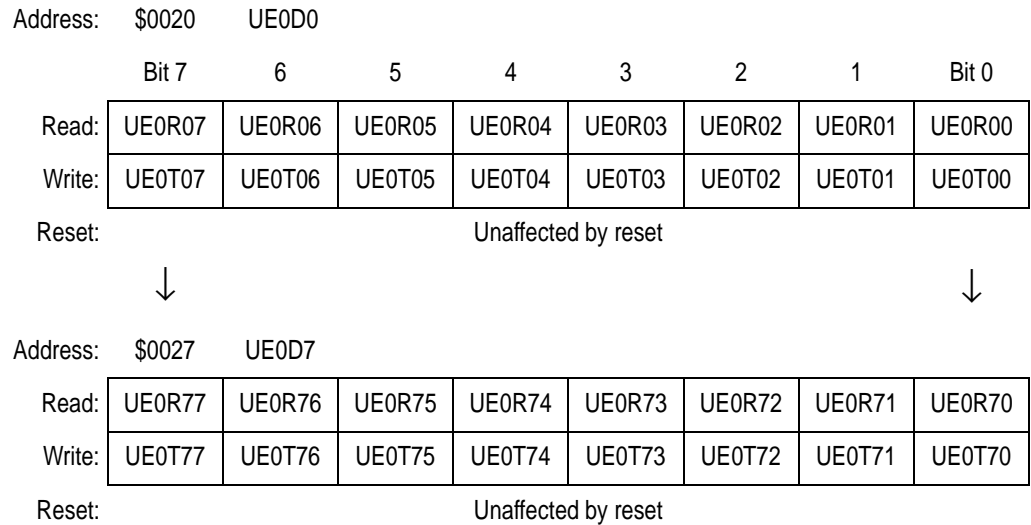 Address: $0020 UE0D0
Bit 7 6 5 4 3 2 1 Bit 0
Read: UE0R07 UE0R06 UE0R05 UE0R04 UE0R03 UE0R02 UE0R01 UE0R00
Write: UE0T07 UE0T06 UE0T05 UE0T04 UE0T03 UE0T02 UE0T01 UE0T00
Reset: Unaffected by reset
↓ ↓
Address: $0027 UE0D7
Read: UE0R77 UE0R76 UE0R75 UE0R74 UE0R73 UE0R72 UE0R71 UE0R70
Write: UE0T77 UE0T76 UE0T75 UE0T74 UE0T73 UE0T72 UE0T71 UE0T70
Reset: Unaffected by reset